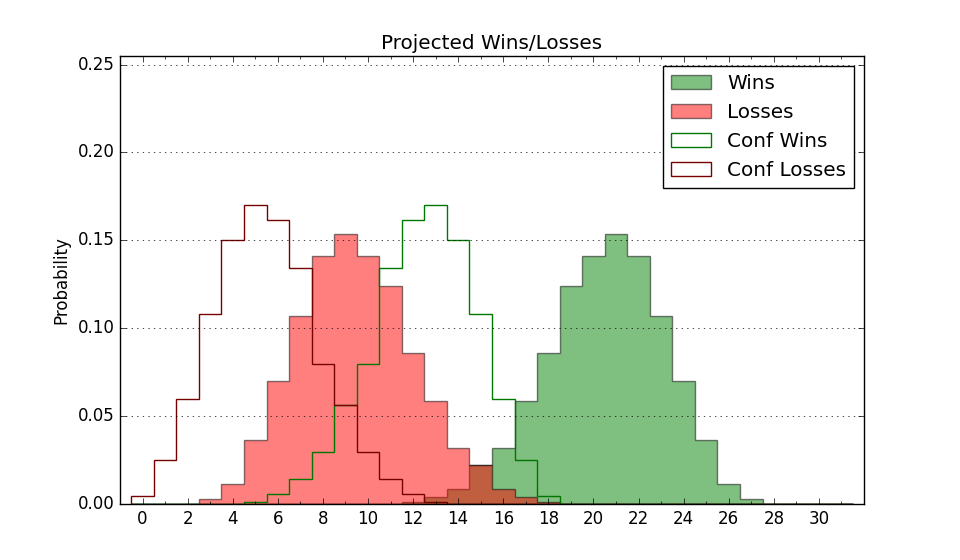 Projected Wins/Losses
0.25
0.20
0.15
0.10
0.05
0.00
Probability
Wins
Losses
Conf Wins
Conf Losses
0 2 4 6 8 10 12 14 16 18 20 22 24 26 28 30